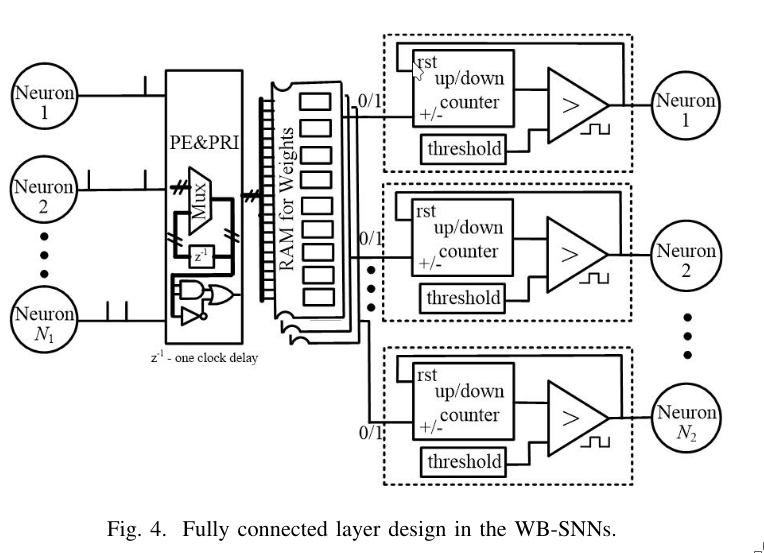 Neuron
1
Neuron
2
Neuron
N₁
PE&PRI
Mux
z⁻¹
z⁻¹ - one clock delay
RAM for Weights
0/1
rst
up/down
counter
+/-
threshold
>
Neuron
1
0/1
rst
up/down
counter
+/-
threshold
>
Neuron
2
0/1
rst
up/down
counter
+/-
threshold
>
Neuron
N₂
Fig. 4. Fully connected layer design in the WB-SNNs.